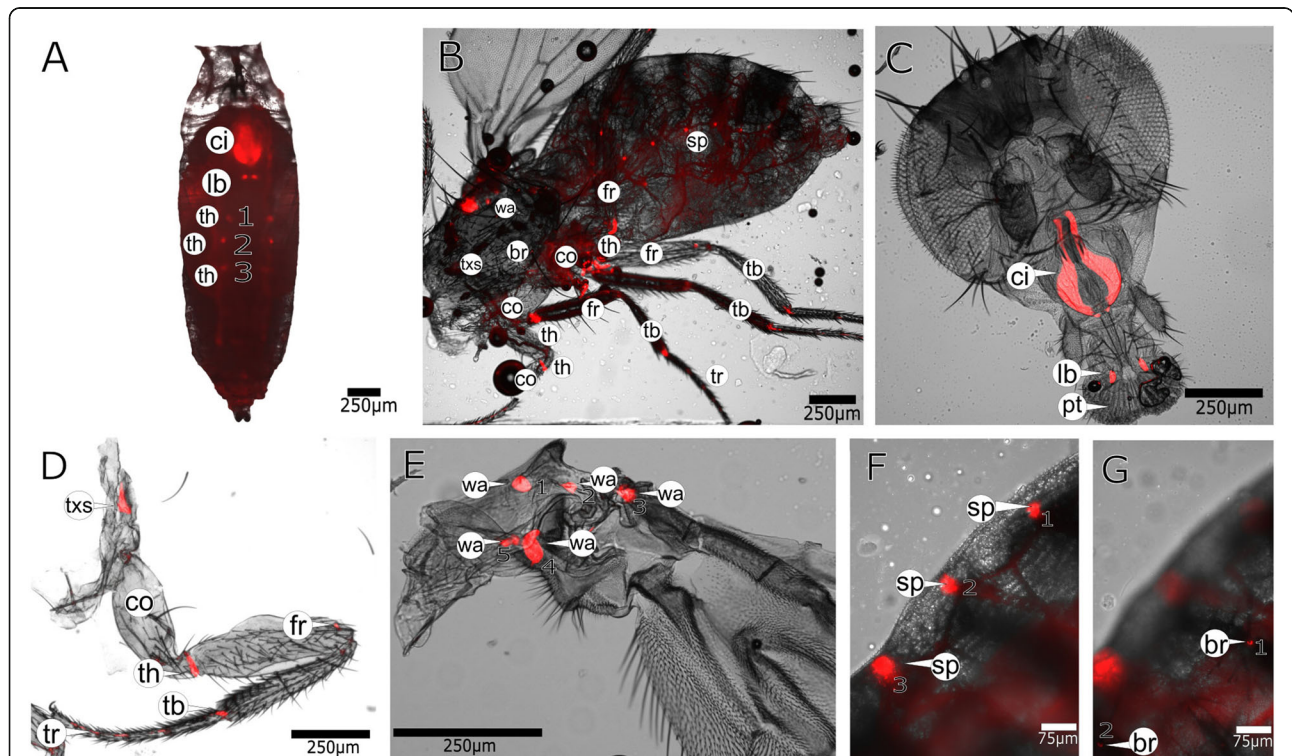 A
ci
lb
th 1
th 2
th 3
250µm
B
sp
fr
wa
br
txs
co
th
fr
tb
co
fr
tb
th
tb
th
co
tr
250µm
C
ci
lb
pt
250µm
D
txs
co
fr
th
tb
tr
250µm
E
wa 1
wa 2
wa 3
wa 5
wa 4
250µm
F
sp 1
sp 2
sp 3
75µm
G
br 1
2 br
75µm